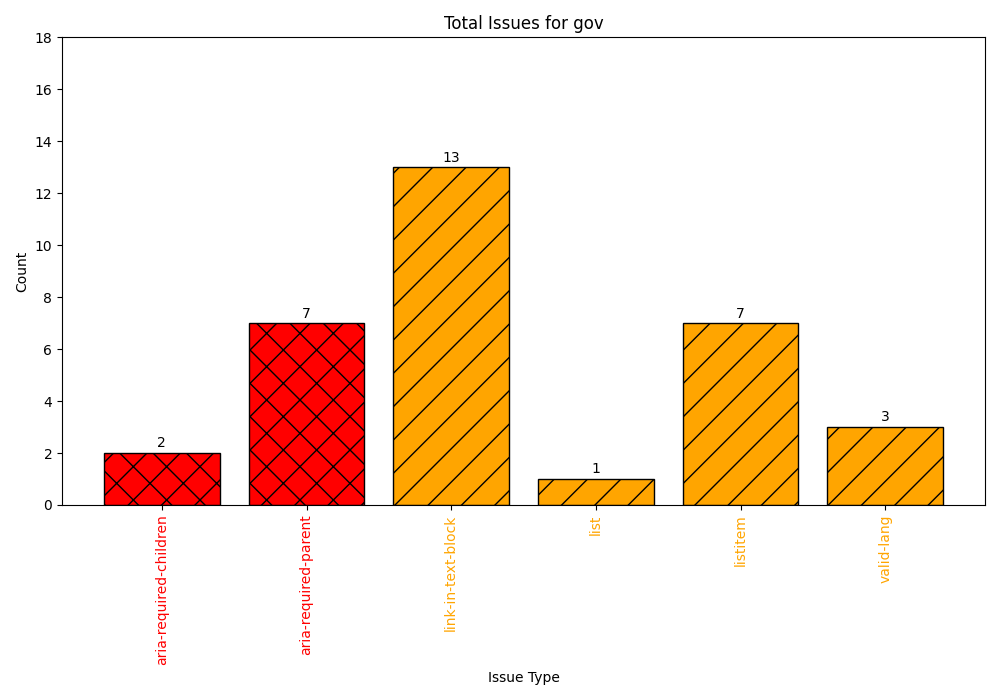 Total Issues for gov
18
16
14
12
10
8
6
4
2
0
Count
2
7
13
1
7
3
aria-required-children
aria-required-parent
link-in-text-block
list
listitem
valid-lang
Issue Type